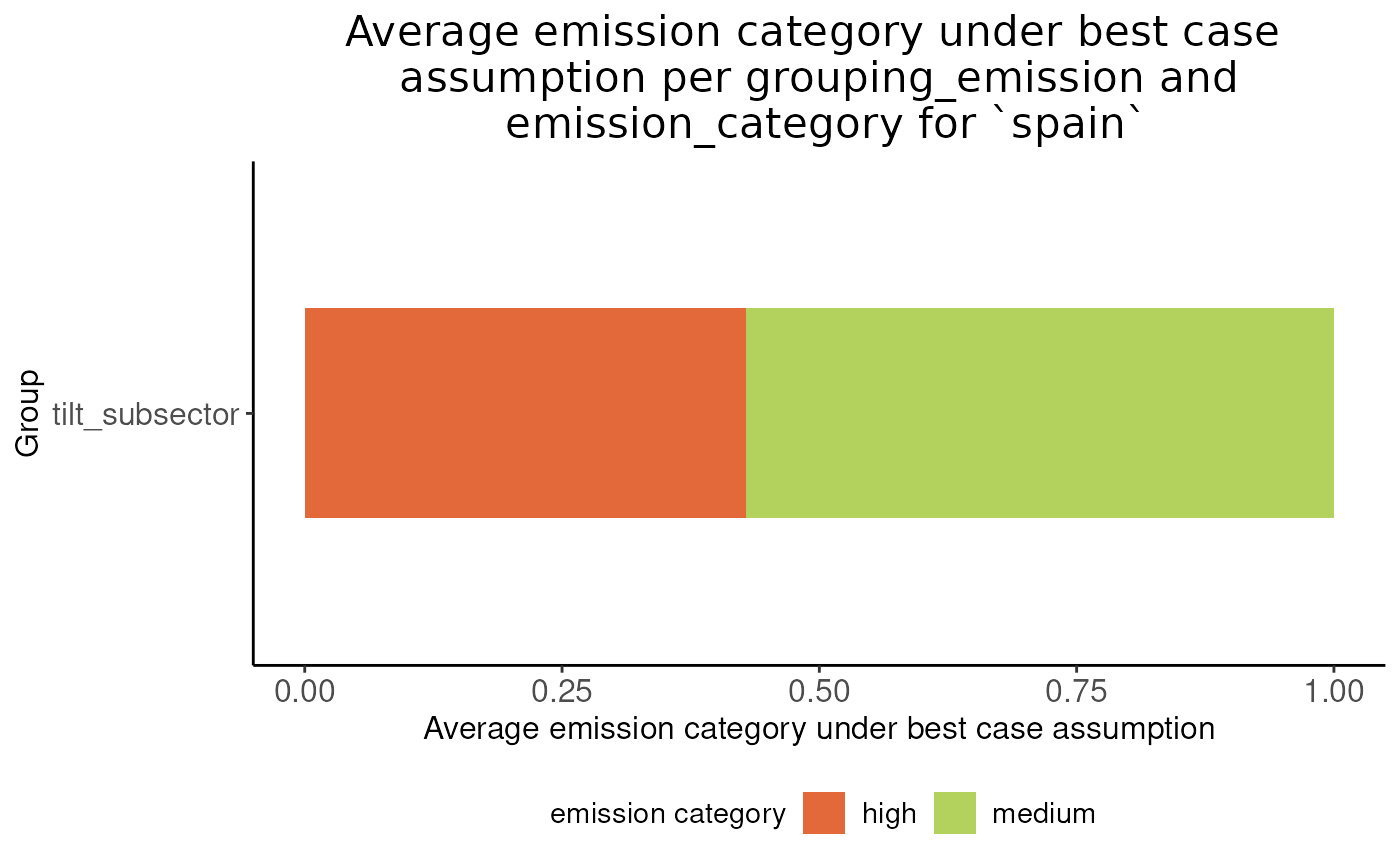 Average emission category under best case
assumption per grouping_emission and
emission_category for `spain`
Group
tilt_subsector
0.00 0.25 0.50 0.75 1.00
Average emission category under best case assumption
emission category high medium